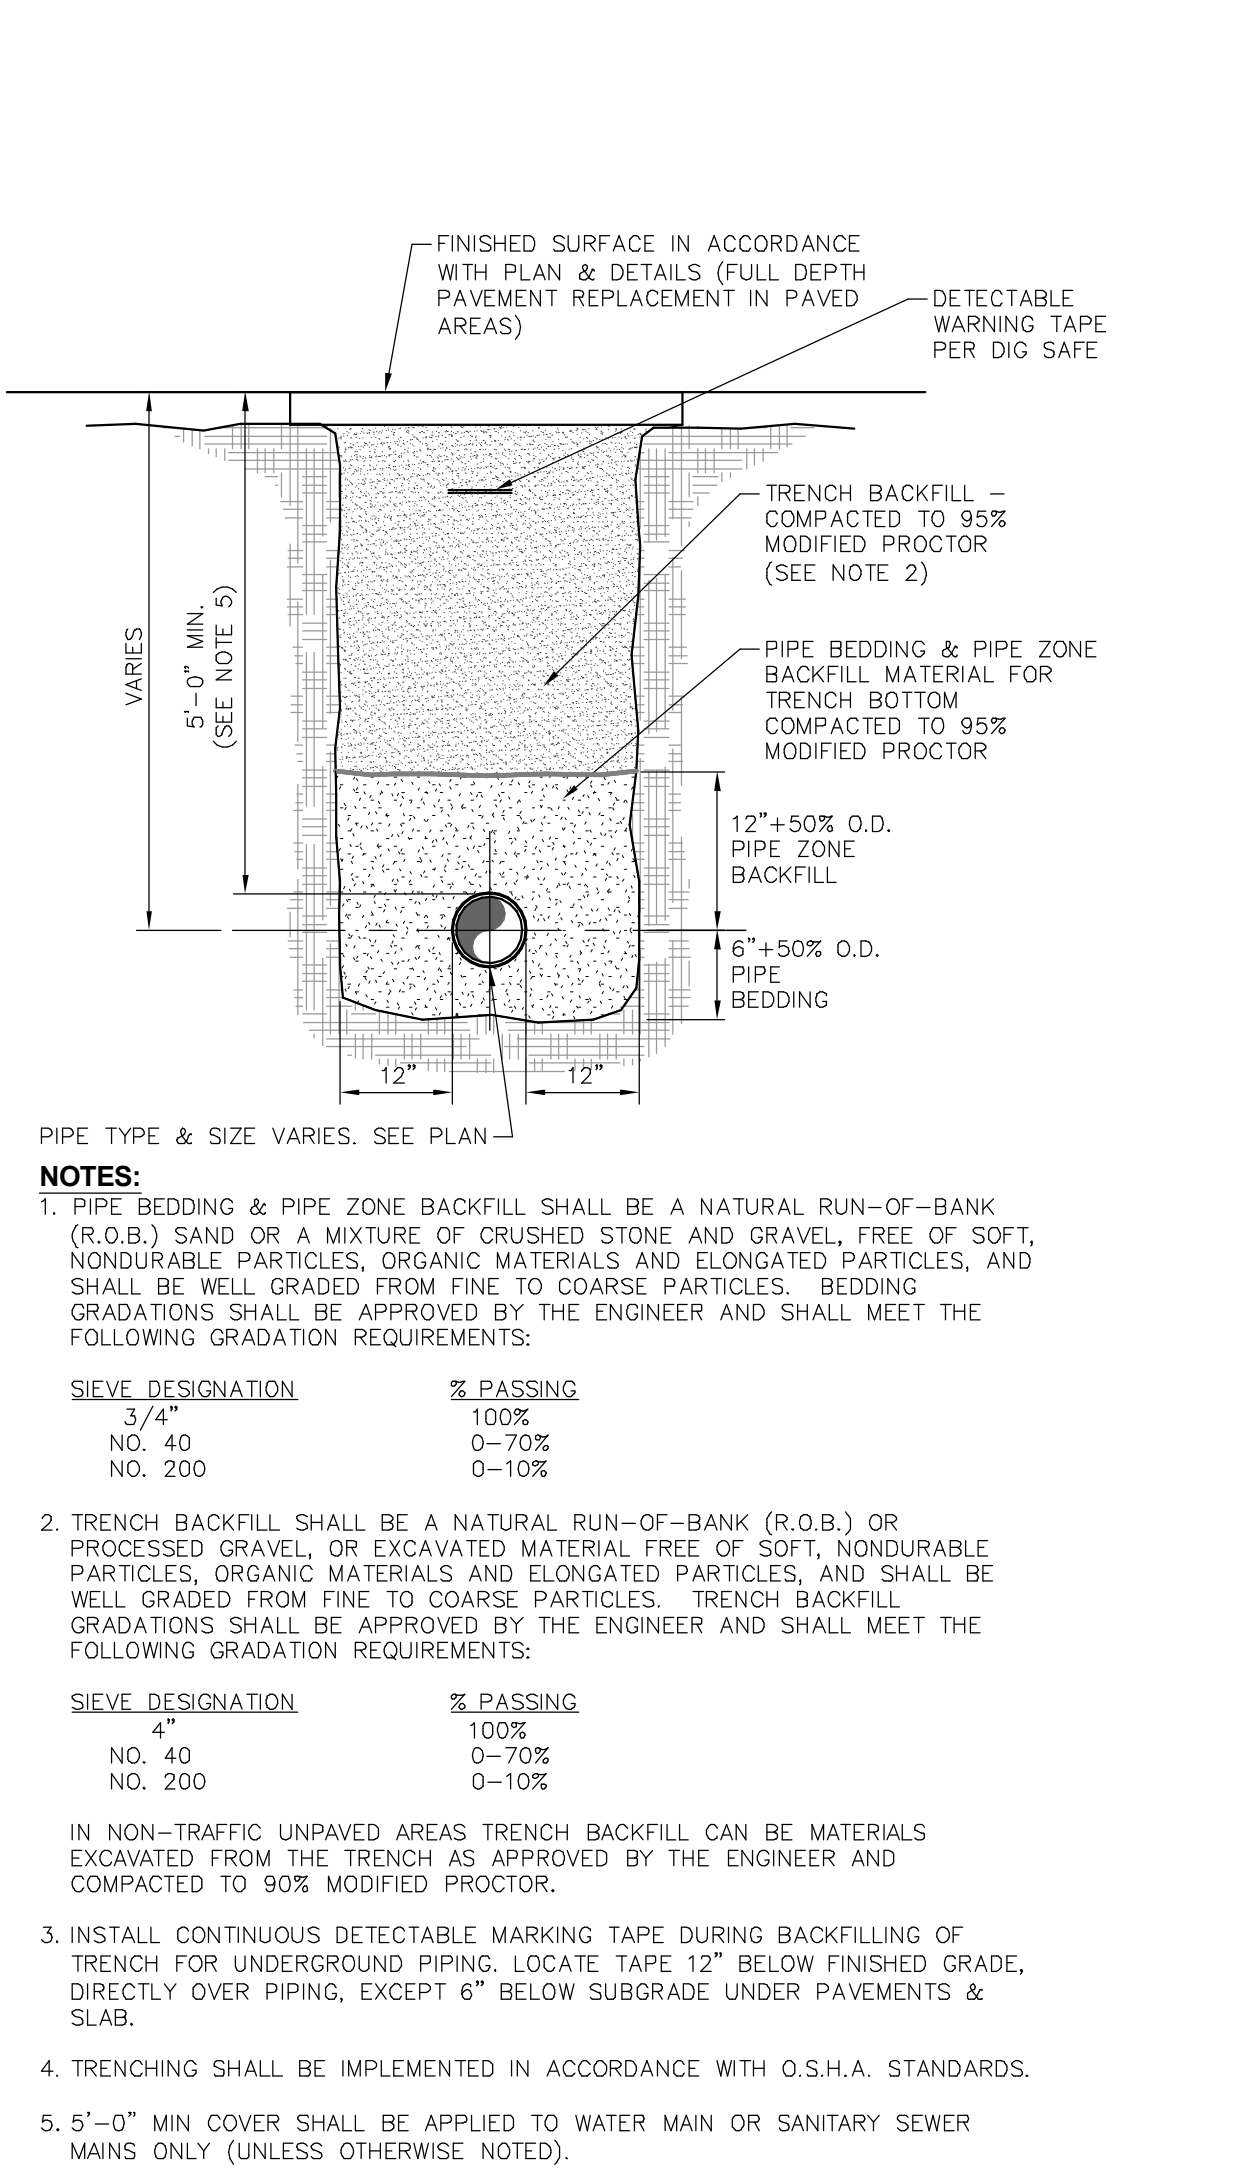 FINISHED SURFACE IN ACCORDANCE
WITH PLAN & DETAILS (FULL DEPTH
PAVEMENT REPLACEMENT IN PAVED
AREAS)
DETECTABLE
WARNING TAPE
PER DIG SAFE
TRENCH BACKFILL –
COMPACTED TO 95%
MODIFIED PROCTOR
(SEE NOTE 2)
VARIES
5'–0" MIN.
(SEE NOTE 5)
PIPE BEDDING & PIPE ZONE
BACKFILL MATERIAL FOR
TRENCH BOTTOM
COMPACTED TO 95%
MODIFIED PROCTOR
12"+50% O.D.
PIPE ZONE
BACKFILL
6"+50% O.D.
PIPE
BEDDING
12"
12"
PIPE TYPE & SIZE VARIES. SEE PLAN
NOTES:
1. PIPE BEDDING & PIPE ZONE BACKFILL SHALL BE A NATURAL RUN–OF–BANK
(R.O.B.) SAND OR A MIXTURE OF CRUSHED STONE AND GRAVEL, FREE OF SOFT,
NONDURABLE PARTICLES, ORGANIC MATERIALS AND ELONGATED PARTICLES, AND
SHALL BE WELL GRADED FROM FINE TO COARSE PARTICLES. BEDDING
GRADATIONS SHALL BE APPROVED BY THE ENGINEER AND SHALL MEET THE
FOLLOWING GRADATION REQUIREMENTS:
SIEVE DESIGNATION % PASSING
3/4" 100%
NO. 40 0–70%
NO. 200 0–10%
2. TRENCH BACKFILL SHALL BE A NATURAL RUN–OF–BANK (R.O.B.) OR
PROCESSED GRAVEL, OR EXCAVATED MATERIAL FREE OF SOFT, NONDURABLE
PARTICLES, ORGANIC MATERIALS AND ELONGATED PARTICLES, AND SHALL BE
WELL GRADED FROM FINE TO COARSE PARTICLES. TRENCH BACKFILL
GRADATIONS SHALL BE APPROVED BY THE ENGINEER AND SHALL MEET THE
FOLLOWING GRADATION REQUIREMENTS:
SIEVE DESIGNATION % PASSING
4" 100%
NO. 40 0–70%
NO. 200 0–10%
IN NON–TRAFFIC UNPAVED AREAS TRENCH BACKFILL CAN BE MATERIALS
EXCAVATED FROM THE TRENCH AS APPROVED BY THE ENGINEER AND
COMPACTED TO 90% MODIFIED PROCTOR.
3. INSTALL CONTINUOUS DETECTABLE MARKING TAPE DURING BACKFILLING OF
TRENCH FOR UNDERGROUND PIPING. LOCATE TAPE 12" BELOW FINISHED GRADE,
DIRECTLY OVER PIPING, EXCEPT 6" BELOW SUBGRADE UNDER PAVEMENTS &
SLAB.
4. TRENCHING SHALL BE IMPLEMENTED IN ACCORDANCE WITH O.S.H.A. STANDARDS.
5. 5'–0" MIN COVER SHALL BE APPLIED TO WATER MAIN OR SANITARY SEWER
MAINS ONLY (UNLESS OTHERWISE NOTED).